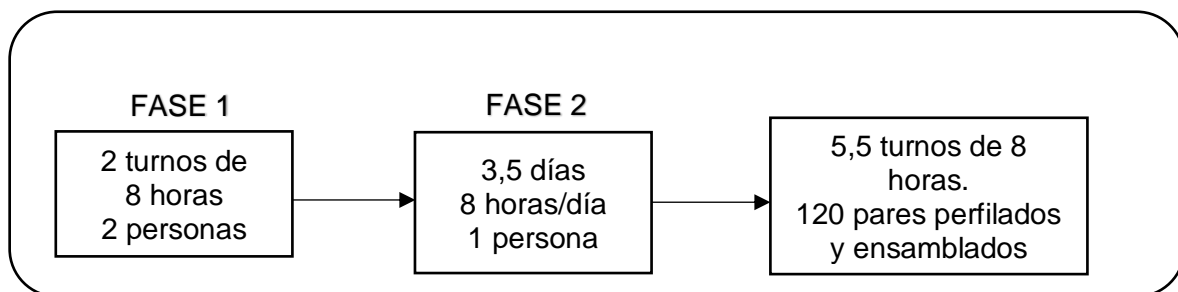 FASE 1
2 turnos de
8 horas
2 personas
FASE 2
3,5 días
8 horas/día
1 persona
5,5 turnos de 8
horas.
120 pares perfilados
y ensamblados